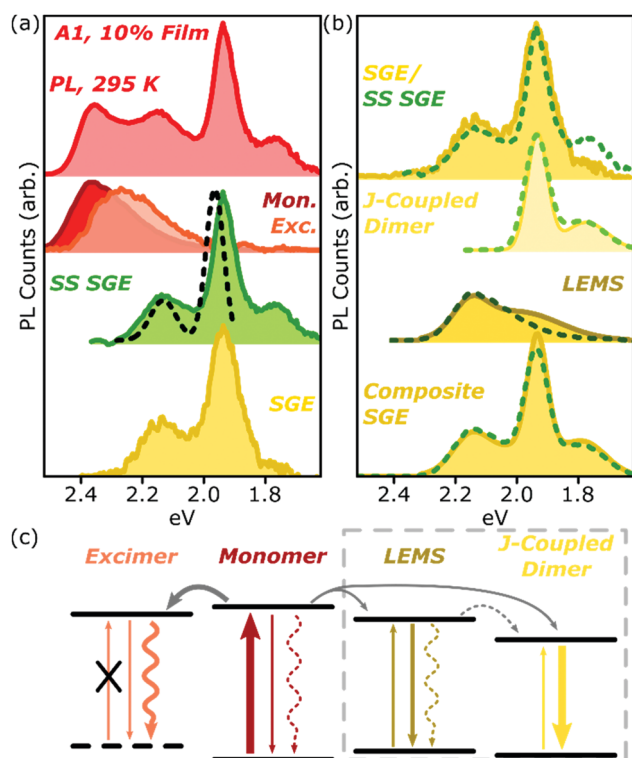 (a)
A1, 10% Film
PL, 295 K
Mon.
Exc.
SS SGE
SGE
PL Counts (arb.)
2.4 2.2 2.0 1.8
eV
(b)
SGE/
SS SGE
J-Coupled
Dimer
LEMS
Composite
SGE
PL Counts (arb.)
2.4 2.2 2.0 1.8
eV
(c)
Excimer
Monomer
LEMS
J-Coupled
Dimer